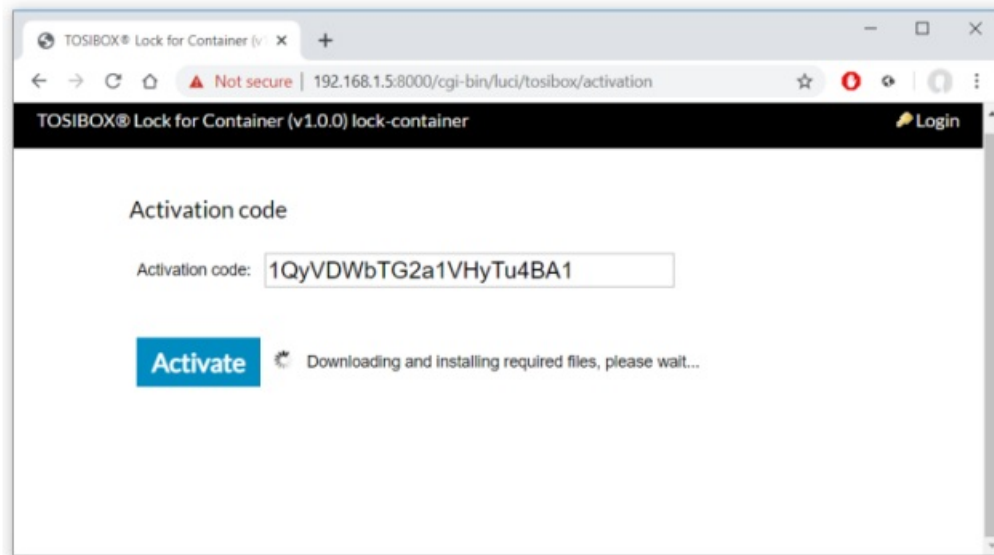 TOSIBOX® Lock for Container (v1
Not secure | 192.168.1.5:8000/cgi-bin/luci/tosibox/activation
TOSIBOX® Lock for Container (v1.0.0) lock-container Login
Activation code
Activation code: 1QyVDWbTG2a1VHyTu4BA1
Activate Downloading and installing required files, please wait...